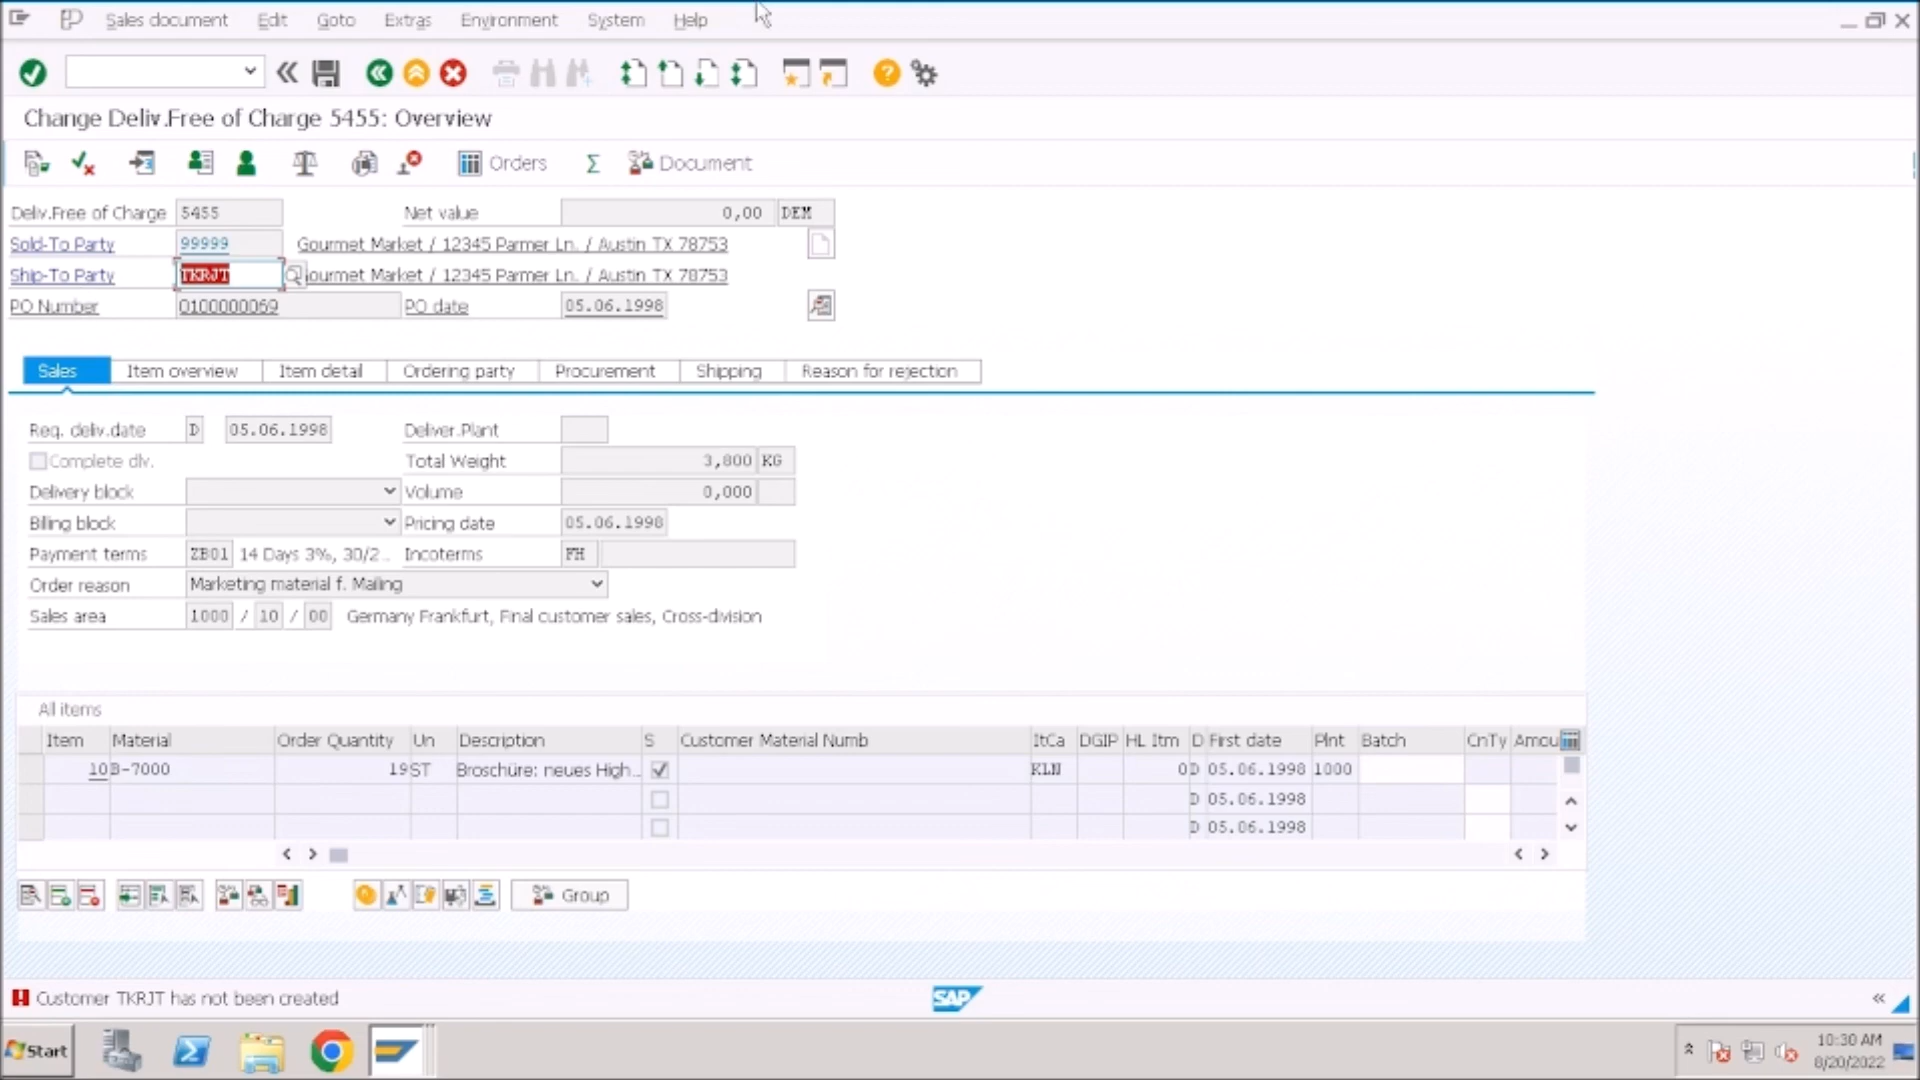 Sales document Edit Goto Extras Environment System Help
Change Deliv.Free of Charge 5455: Overview
Orders Σ Document
Deliv.Free of Charge 5455 Net value 0,00 DEM
Sold-To Party 99999 Gourmet Market / 12345 Parmer Ln. / Austin TX 78753
Ship-To Party TKRJT ourmet Market / 12345 Parmer Ln. / Austin TX 78753
PO Number 0100000069 PO date 05.06.1998
Sales Item overview Item detail Ordering party Procurement Shipping Reason for rejection
Req. deliv.date D 05.06.1998 Deliver.Plant
Complete dlv. Total Weight 3,800 KG
Delivery block Volume 0,000
Billing block Pricing date 05.06.1998
Payment terms ZB01 14 Days 3%, 30/2... Incoterms FH
Order reason Marketing material f. Mailing
Sales area 1000 / 10 / 00 Germany Frankfurt, Final customer sales, Cross-division
All items
Item Material Order Quantity Un Description S Customer Material Numb ItCa DGIP HL Itm D First date Plnt Batch CnTy Amou
10 B-7000 19 ST Broschüre: neues High... KLN 0 D 05.06.1998 1000
D 05.06.1998
D 05.06.1998
Group
Customer TKRJT has not been created SAP
Start 10:30 AM
8/20/2022